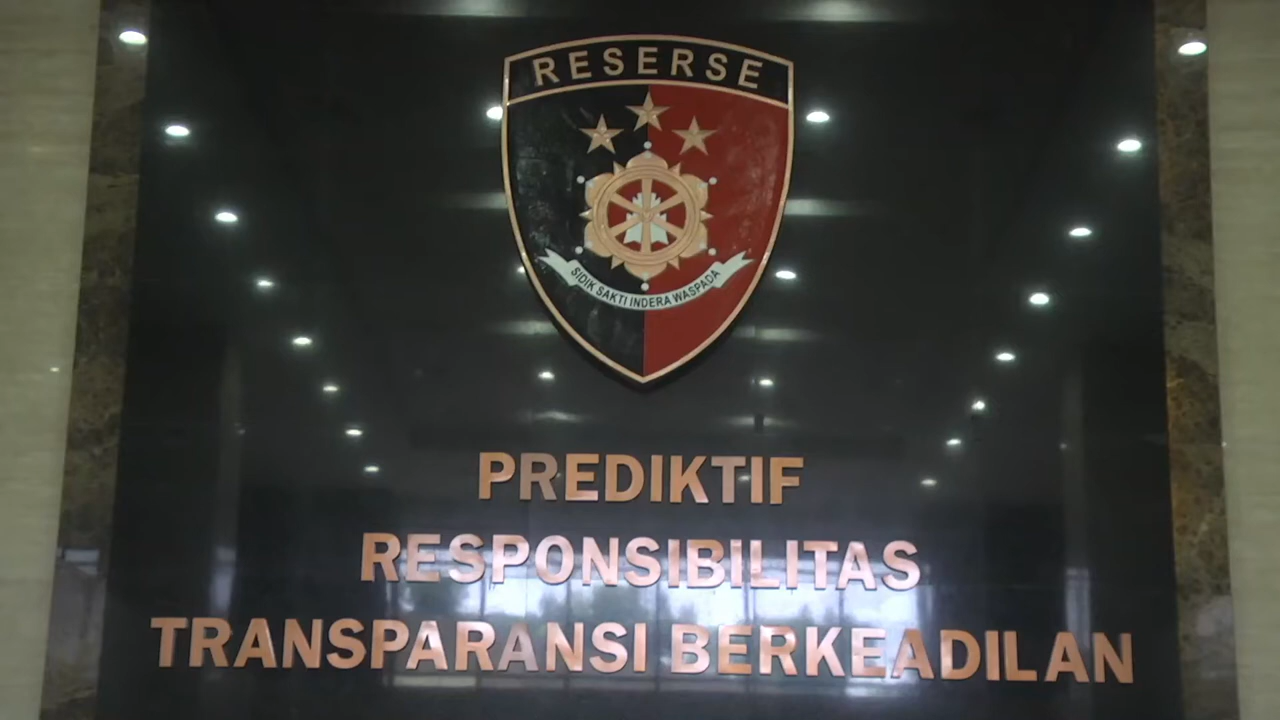 RESERSE
SIDIK SAKTI INDERA WASPADA
PREDIKTIF
RESPONSIBILITAS
TRANSPARANSI BERKEADILAN